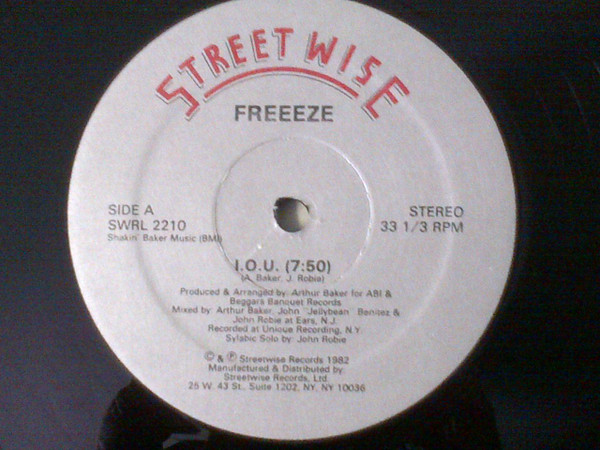 STREETWISE
FREEEZE
SIDE A
SWRL 2210
Shakin' Baker Music (BMI)
STEREO
33 1/3 RPM
I.O.U. (7:50)
(A. Baker, J. Robie)
Produced & Arranged by: Arthur Baker for ABI &
Beggars Banquet Records
Mixed by: Arthur Baker, John "Jellybean" Benitez &
John Robie at Ears, N.J.
Recorded at Unique Recording, N.Y.
Sylabic Solo by: John Robie
© & ℗ Streetwise Records 1982
Manufactured & Distributed by:
Streetwise Records, Ltd.
25 W. 43 St., Suite 1202, NY, NY 10036